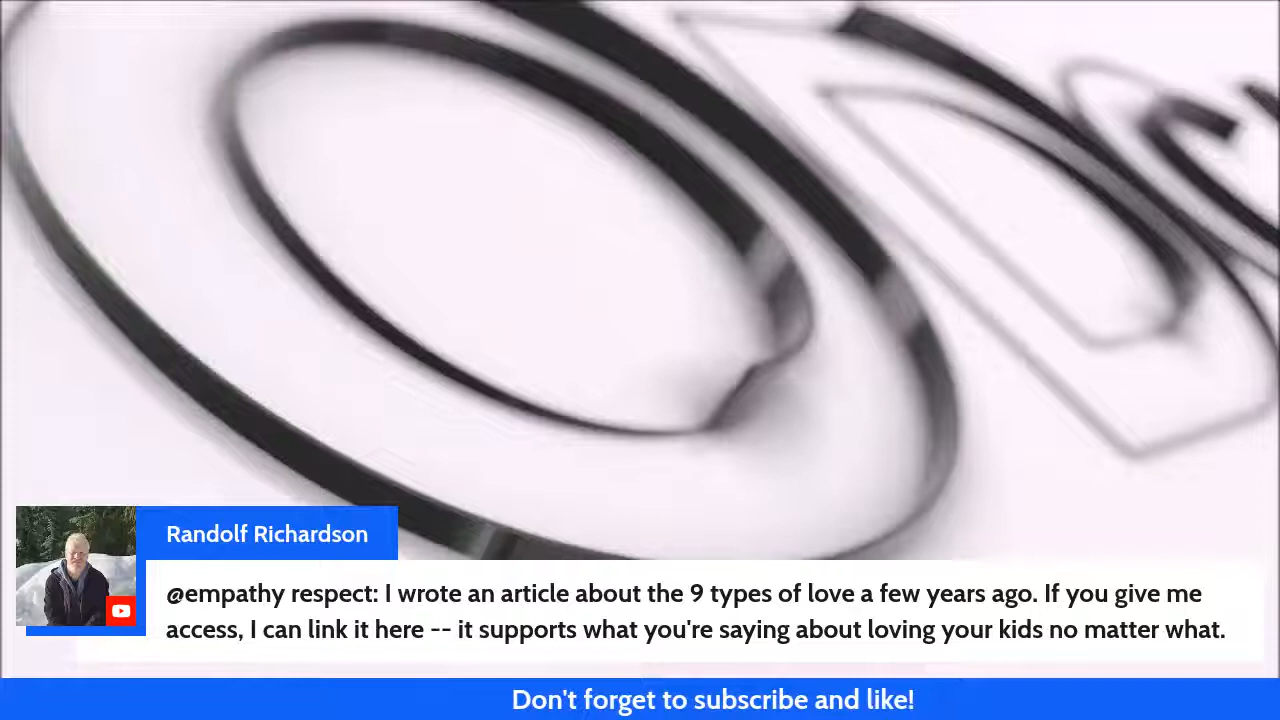 Randolf Richardson
@empathy respect: I wrote an article about the 9 types of love a few years ago. If you give me
access, I can link it here -- it supports what you're saying about loving your kids no matter what.
Don't forget to subscribe and like!